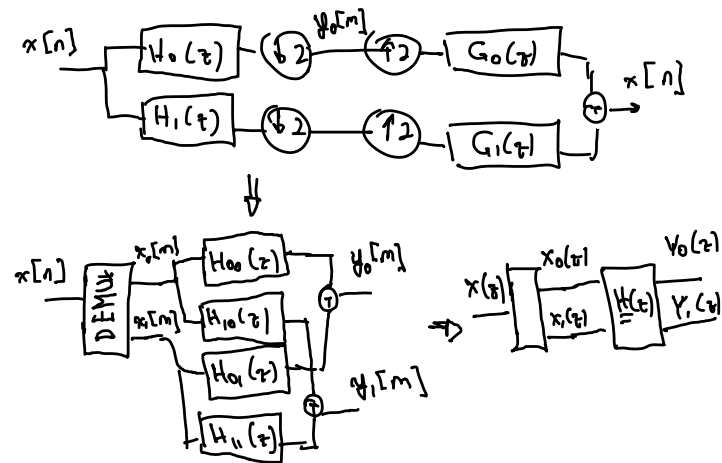 x[n] H₀(z) ↓2 y₀[m] ↑2 G₀(z) x[n]
H₁(z) ↓2 ↑2 G₁(z) +
⇓
x[n] DEMUX x₀[m] H₀₀(z) y₀[m]
x₁[m] H₁₀(z) +
H₀₁(z) y₁[m]
H₁₁(z) +
⇒ X(z) X₀(z) H(z) Y₀(z)
X₁(z) Y₁(z)